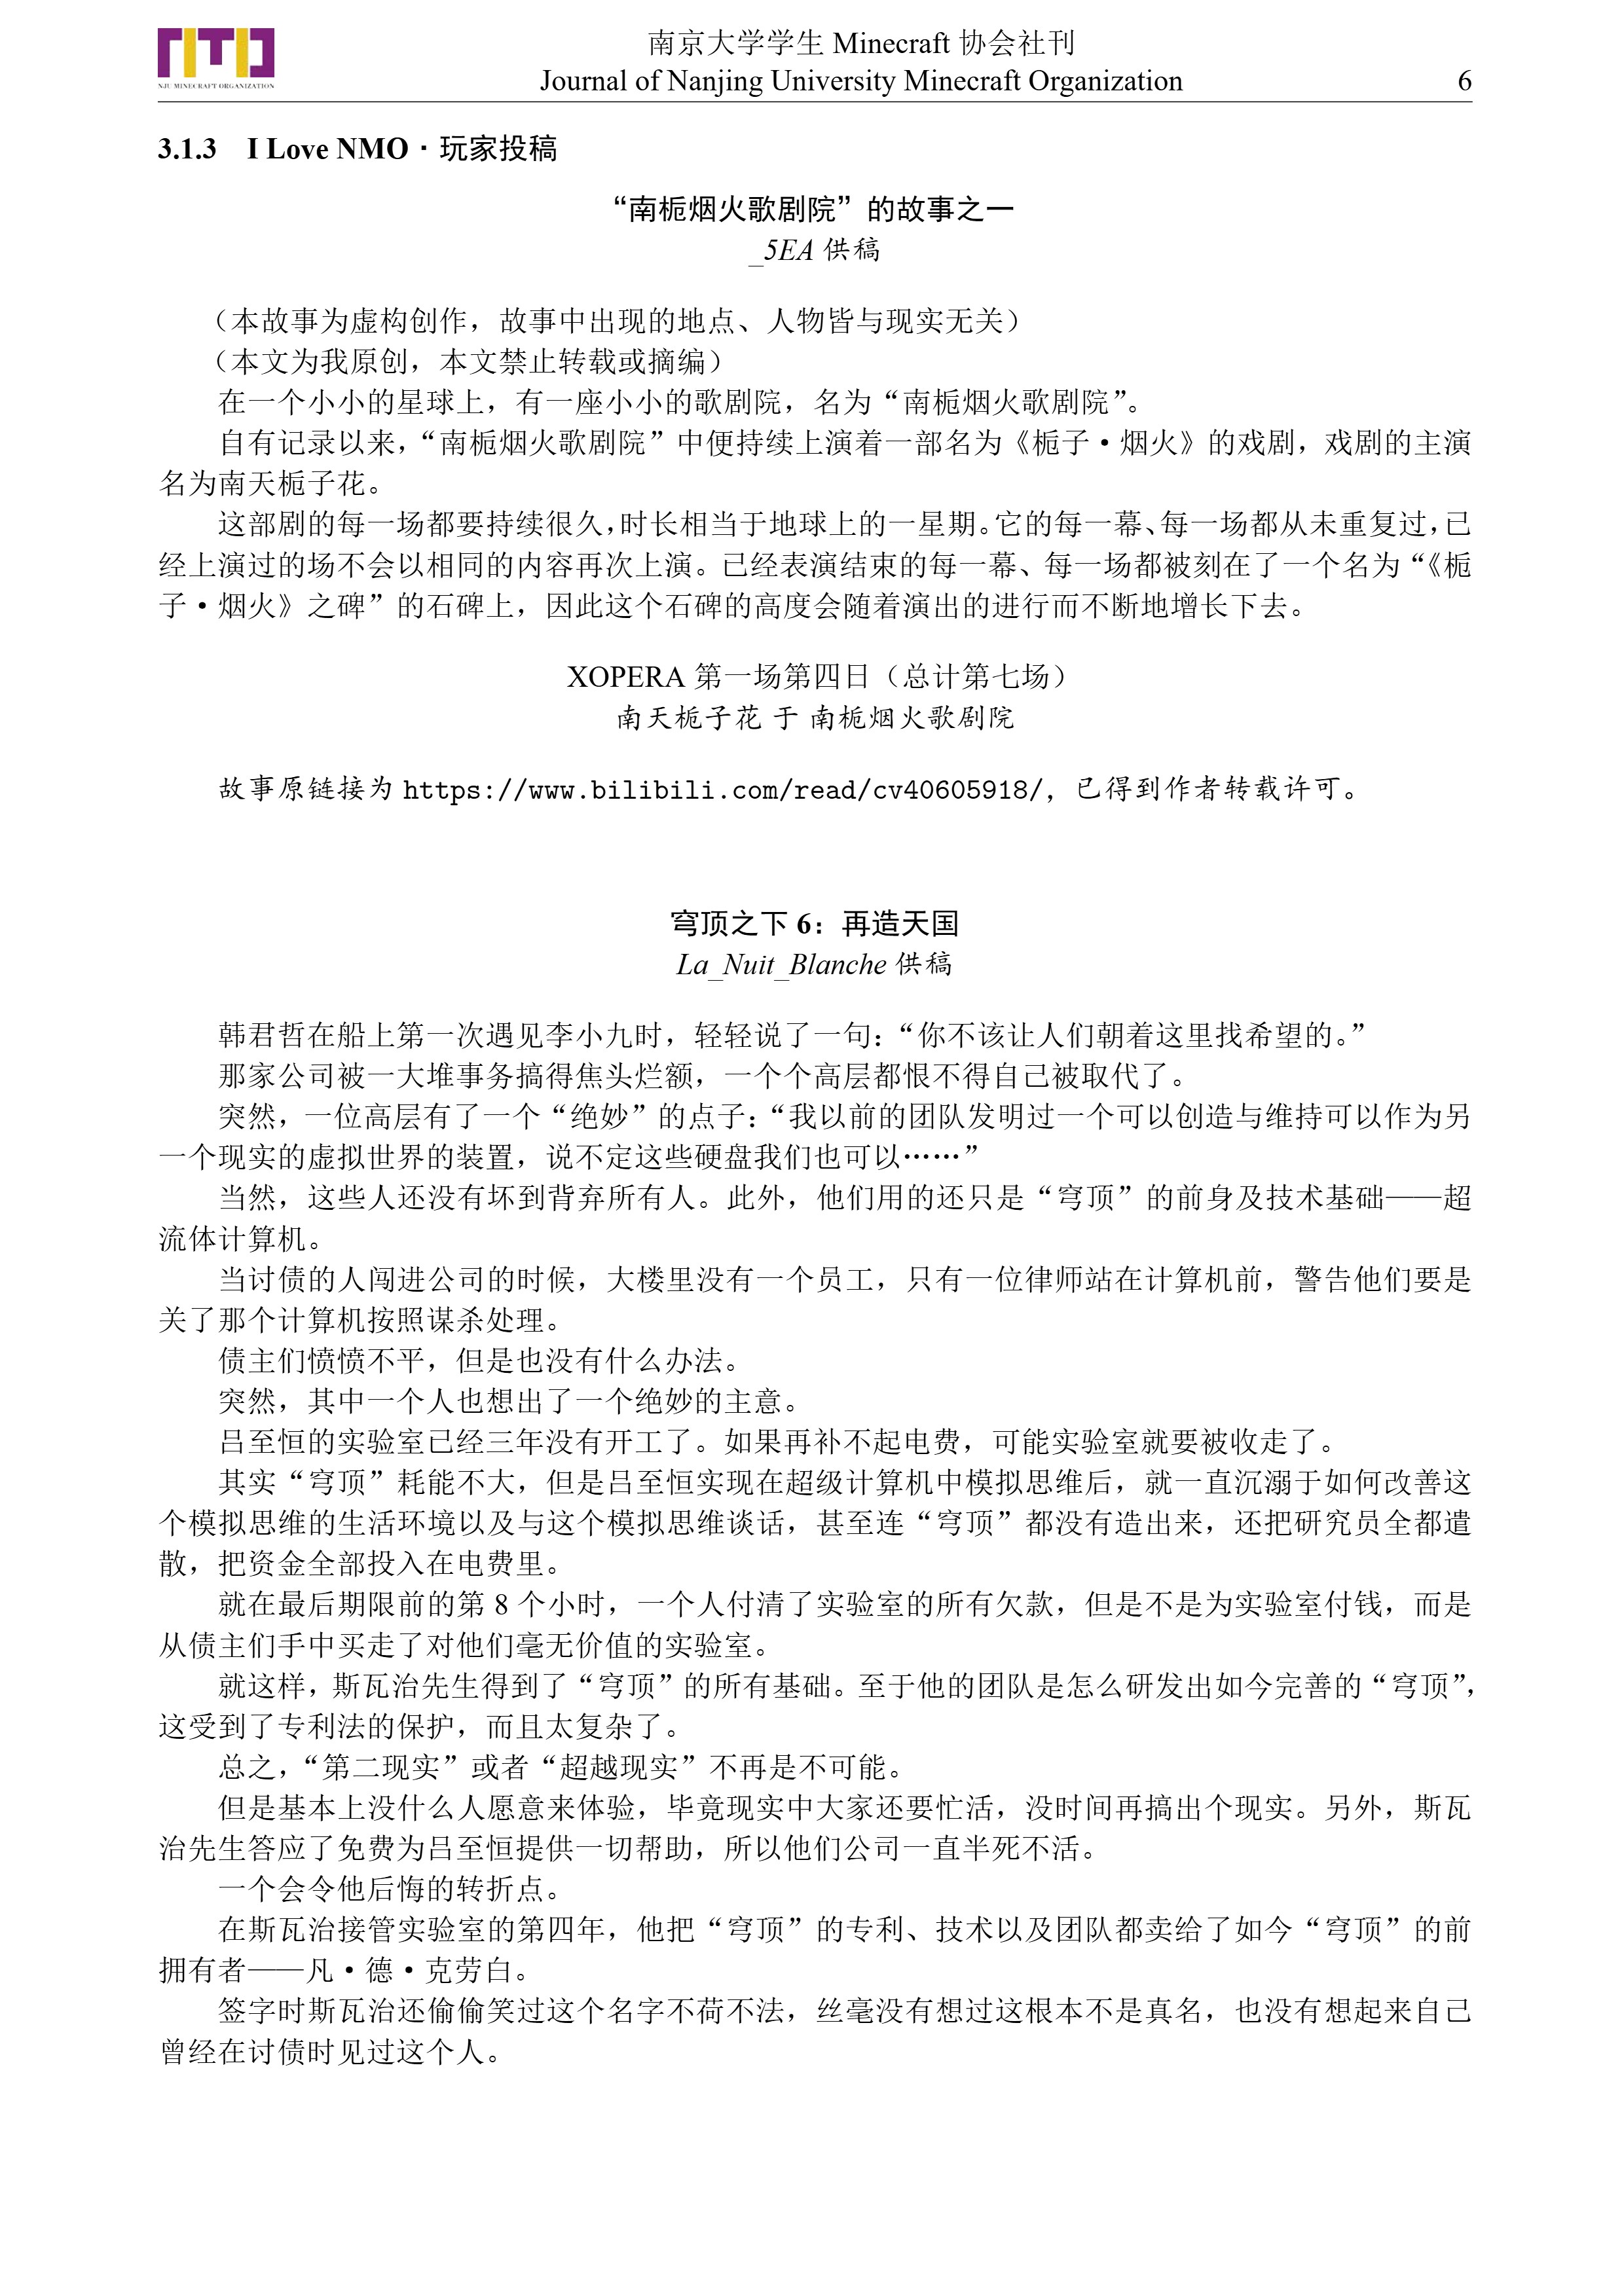 NJU MINECRAFT ORGANIZATION
南京大学学生 Minecraft 协会社刊
Journal of Nanjing University Minecraft Organization
6
3.1.3 I Love NMO · 玩家投稿
“南栀烟火歌剧院”的故事之一
_5EA 供稿
（本故事为虚构创作，故事中出现的地点、人物皆与现实无关）
（本文为我原创，本文禁止转载或摘编）
在一个小小的星球上，有一座小小的歌剧院，名为“南栀烟火歌剧院”。
自有记录以来，“南栀烟火歌剧院”中便持续上演着一部名为《栀子·烟火》的戏剧，戏剧的主演
名为南天栀子花。
这部剧的每一场都要持续很久，时长相当于地球上的一星期。它的每一幕、每一场都从未重复过，已
经上演过的场不会以相同的内容再次上演。已经表演结束的每一幕、每一场都被刻在了一个名为“《栀
子·烟火》之碑”的石碑上，因此这个石碑的高度会随着演出的进行而不断地增长下去。
XOPERA 第一场第四日（总计第七场）
南天栀子花 于 南栀烟火歌剧院
故事原链接为 https://www.bilibili.com/read/cv40605918/，已得到作者转载许可。
穹顶之下 6：再造天国
La_Nuit_Blanche 供稿
韩君哲在船上第一次遇见李小九时，轻轻说了一句：“你不该让人们朝着这里找希望的。”
那家公司被一大堆事务搞得焦头烂额，一个个高层都恨不得自己被取代了。
突然，一位高层有了一个“绝妙”的点子：“我以前的团队发明过一个可以创造与维持可以作为另
一个现实的虚拟世界的装置，说不定这些硬盘我们也可以……”
当然，这些人还没有坏到背弃所有人。此外，他们用的还只是“穹顶”的前身及技术基础——超
流体计算机。
当讨债的人闯进公司的时候，大楼里没有一个员工，只有一位律师站在计算机前，警告他们要是
关了那个计算机按照谋杀处理。
债主们愤愤不平，但是也没有什么办法。
突然，其中一个人也想出了一个绝妙的主意。
吕至恒的实验室已经三年没有开工了。如果再补不起电费，可能实验室就要被收走了。
其实“穹顶”耗能不大，但是吕至恒实现在超级计算机中模拟思维后，就一直沉溺于如何改善这
个模拟思维的生活环境以及与这个模拟思维谈话，甚至连“穹顶”都没有造出来，还把研究员全都遣
散，把资金全部投入在电费里。
就在最后期限前的第 8 个小时，一个人付清了实验室的所有欠款，但是不是为实验室付钱，而是
从债主们手中买走了对他们毫无价值的实验室。
就这样，斯瓦治先生得到了“穹顶”的所有基础。至于他的团队是怎么研发出如今完善的“穹顶”，
这受到了专利法的保护，而且太复杂了。
总之，“第二现实”或者“超越现实”不再是不可能。
但是基本上没什么人愿意来体验，毕竟现实中大家还要忙活，没时间再搞出个现实。另外，斯瓦
治先生答应了免费为吕至恒提供一切帮助，所以他们公司一直半死不活。
一个会令他后悔的转折点。
在斯瓦治接管实验室的第四年，他把“穹顶”的专利、技术以及团队都卖给了如今“穹顶”的前
拥有者——凡·德·克劳白。
签字时斯瓦治还偷偷笑过这个名字不荷不法，丝毫没有想过这根本不是真名，也没有想起来自己
曾经在讨债时见过这个人。